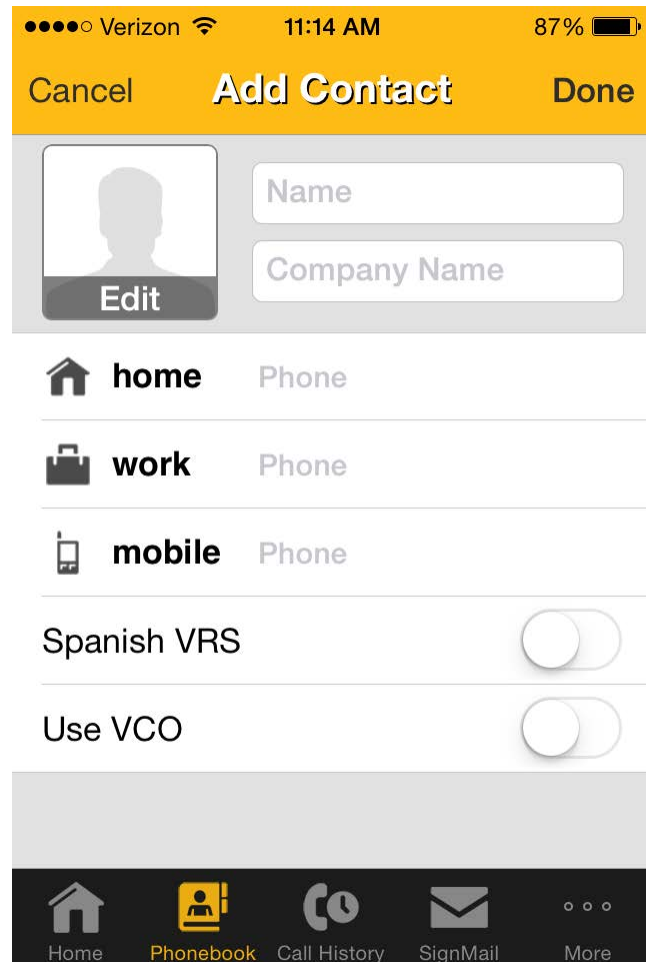 Verizon 11:14 AM 87%
Cancel Add Contact Done
Name
Company Name
Edit
home Phone
work Phone
mobile Phone
Spanish VRS
Use VCO
Home Phonebook Call History SignMail More